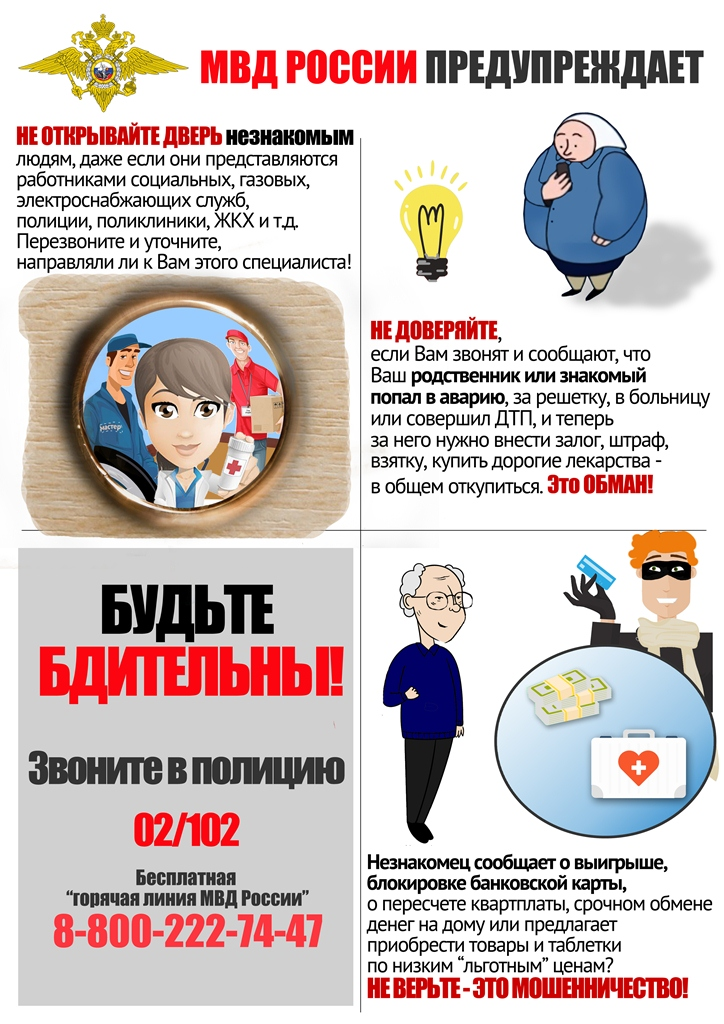 МВД РОССИИ ПРЕДУПРЕЖДАЕТ
НЕ ОТКРЫВАЙТЕ ДВЕРЬ незнакомым
людям, даже если они представляются
работниками социальных, газовых,
электроснабжающих служб,
полиции, поликлиники, ЖКХ и т.д.
Перезвоните и уточните,
направляли ли к Вам этого специалиста!
мастер
НЕ ДОВЕРЯЙТЕ,
если Вам звонят и сообщают, что
Ваш родственник или знакомый
попал в аварию, за решетку, в больницу
или совершил ДТП, и теперь
за него нужно внести залог, штраф,
взятку, купить дорогие лекарства -
в общем откупиться. Это ОБМАН!
БУДЬТЕ
БДИТЕЛЬНЫ!
Звоните в полицию
02/102
Бесплатная
“горячая линия МВД России”
8-800-222-74-47
Незнакомец сообщает о выигрыше,
блокировке банковской карты,
о пересчете квартплаты, срочном обмене
денег на дому или предлагает
приобрести товары и таблетки
по низким “льготным” ценам?
НЕ ВЕРЬТЕ - ЭТО МОШЕННИЧЕСТВО!